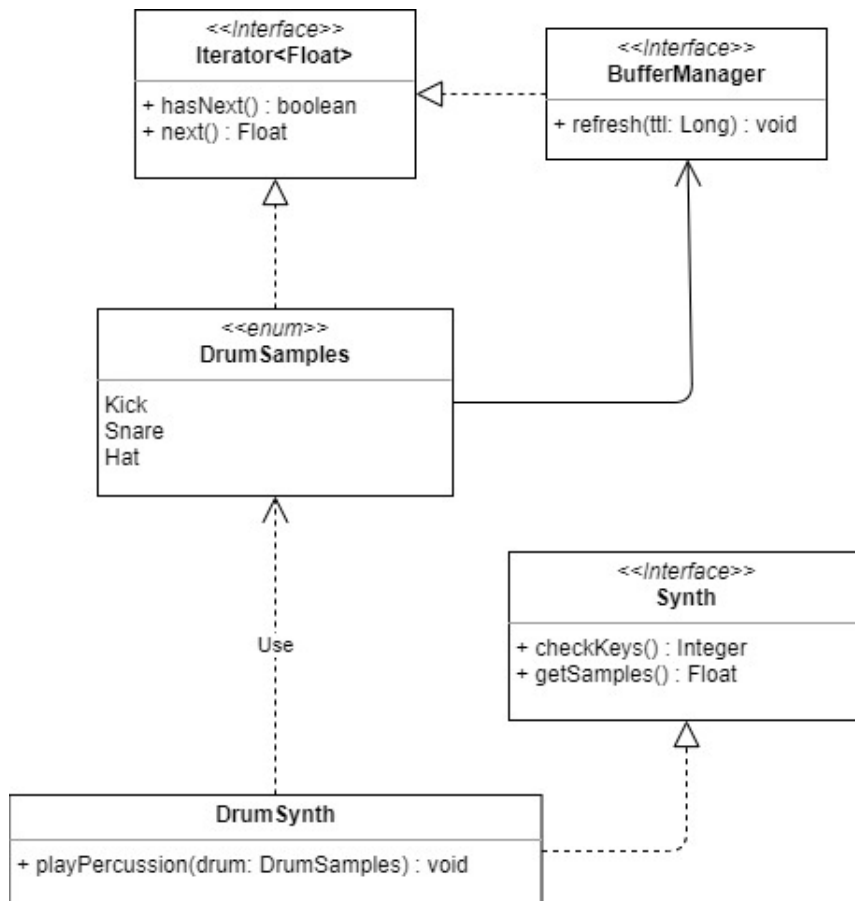 <<Interface>>
Iterator<Float>
+ hasNext() : boolean
+ next() : Float
<<Interface>>
BufferManager
+ refresh(ttl: Long) : void
<<enum>>
DrumSamples
Kick
Snare
Hat
Use
<<Interface>>
Synth
+ checkKeys() : Integer
+ getSamples() : Float
DrumSynth
+ playPercussion(drum: DrumSamples) : void